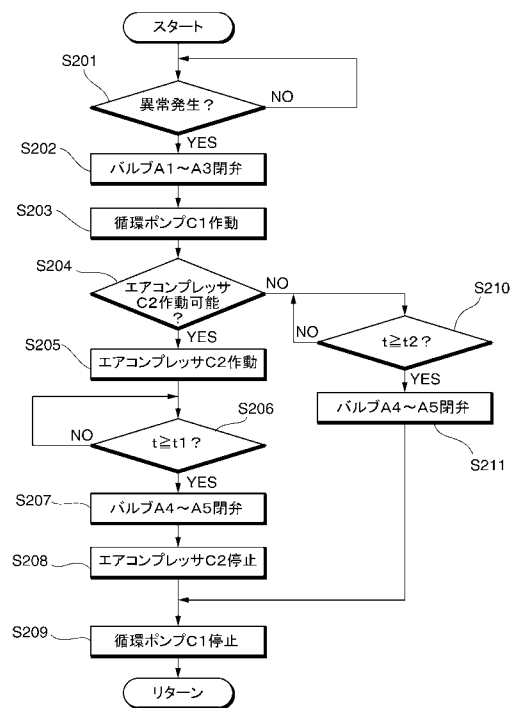 スタート
S201
異常発生？
NO
YES
S202
バルブA1～A3閉弁
S203
循環ポンプC1作動
S204
エアコンプレッサ
C2作動可能
？
NO
YES
S210
t≧t2？
NO
YES
S205
エアコンプレッサC2作動
バルブA4～A5閉弁
S211
S206
t≧t1？
NO
YES
S207
バルブA4～A5閉弁
S208
エアコンプレッサC2停止
S209
循環ポンプC1停止
リターン